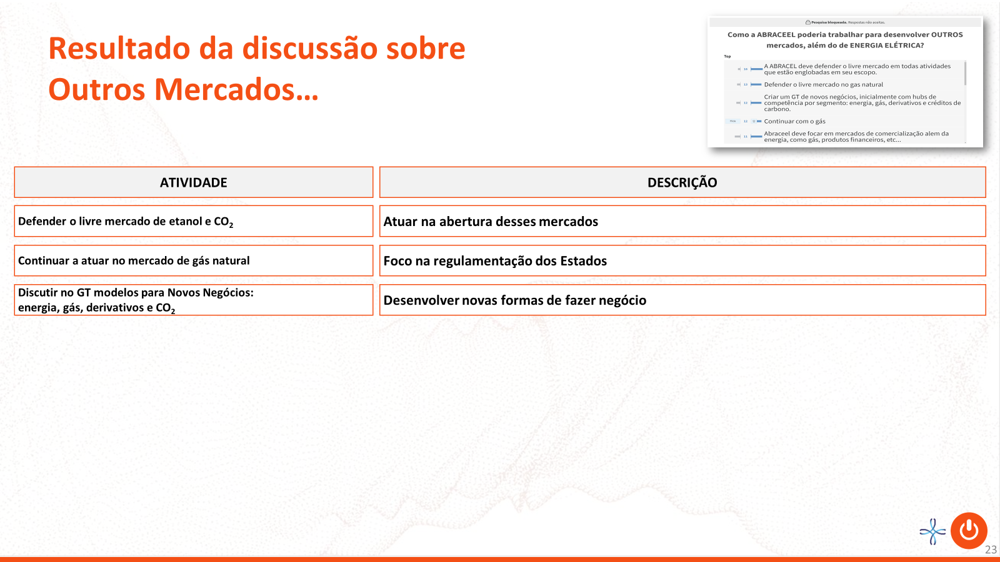 Resultado da discussão sobre
Outros Mercados...
Pesquisa bloqueada. Respostas não aceitas.
Como a ABRACEEL poderia trabalhar para desenvolver OUTROS
mercados, além do de ENERGIA ELÉTRICA?
Top
16 A ABRACEL deve defender o livre mercado em todas atividades
que estão englobadas em seu escopo.
13 Defender o livre mercado no gas natural
12 Criar um GT de novos negócios, inicialmente com hubs de
competência por segmento: energia, gás, derivativos e créditos de
carbono.
12 Continuar com o gás
11 Abraceel deve focar em mercados de comercialização alem da
energia, como gás, produtos financeiros, etc...
ATIVIDADE
DESCRIÇÃO
Defender o livre mercado de etanol e CO2
Atuar na abertura desses mercados
Continuar a atuar no mercado de gás natural
Foco na regulamentação dos Estados
Discutir no GT modelos para Novos Negócios:
energia, gás, derivativos e CO2
Desenvolver novas formas de fazer negócio
23